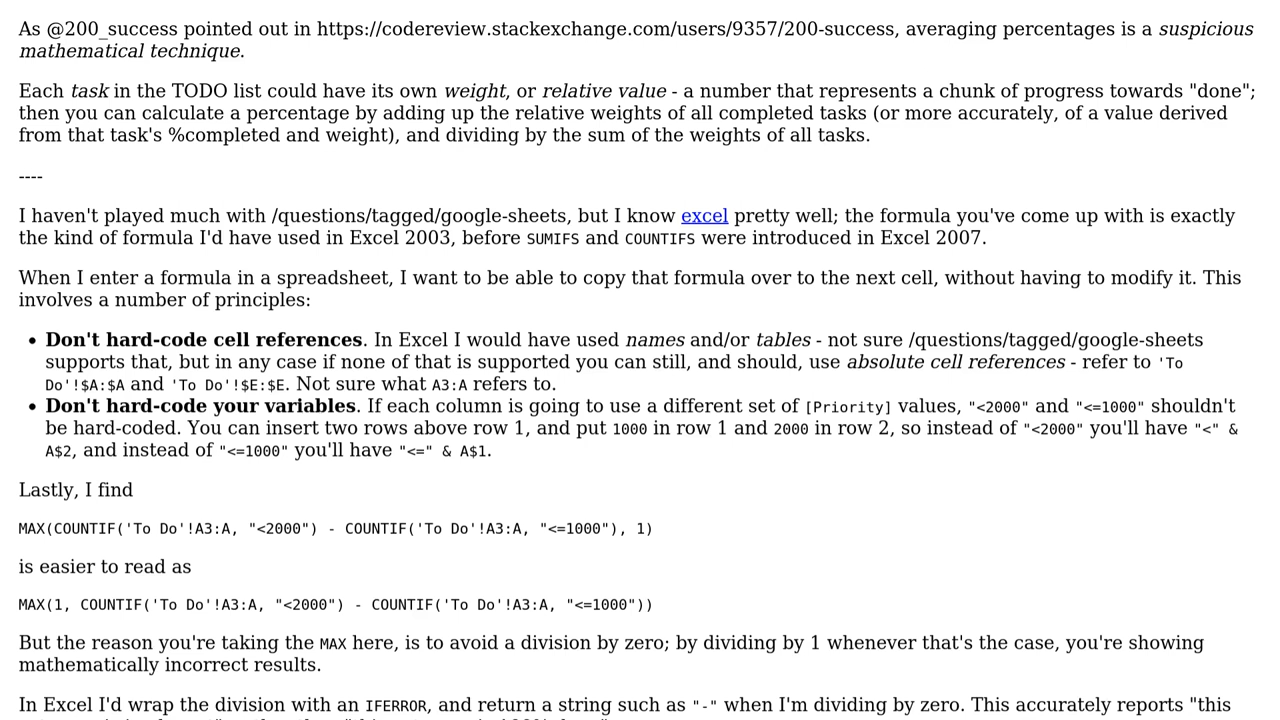 As @200_success pointed out in https://codereview.stackexchange.com/users/9357/200-success, averaging percentages is a suspicious
mathematical technique.
Each task in the TODO list could have its own weight, or relative value - a number that represents a chunk of progress towards "done";
then you can calculate a percentage by adding up the relative weights of all completed tasks (or more accurately, of a value derived
from that task's %completed and weight), and dividing by the sum of the weights of all tasks.
----
I haven't played much with /questions/tagged/google-sheets, but I know excel pretty well; the formula you've come up with is exactly
the kind of formula I'd have used in Excel 2003, before SUMIFS and COUNTIFS were introduced in Excel 2007.
When I enter a formula in a spreadsheet, I want to be able to copy that formula over to the next cell, without having to modify it. This
involves a number of principles:
• Don't hard-code cell references. In Excel I would have used names and/or tables - not sure /questions/tagged/google-sheets
supports that, but in any case if none of that is supported you can still, and should, use absolute cell references - refer to 'To
Do'!$A:$A and 'To Do'!$E:$E. Not sure what A3:A refers to.
• Don't hard-code your variables. If each column is going to use a different set of [Priority] values, "<2000" and "<=1000" shouldn't
be hard-coded. You can insert two rows above row 1, and put 1000 in row 1 and 2000 in row 2, so instead of "<2000" you'll have "<" &
A$2, and instead of "<=1000" you'll have "<=" & A$1.
Lastly, I find
MAX(COUNTIF('To Do'!A3:A, "<2000") - COUNTIF('To Do'!A3:A, "<=1000"), 1)
is easier to read as
MAX(1, COUNTIF('To Do'!A3:A, "<2000") - COUNTIF('To Do'!A3:A, "<=1000"))
But the reason you're taking the MAX here, is to avoid a division by zero; by dividing by 1 whenever that's the case, you're showing
mathematically incorrect results.
In Excel I'd wrap the division with an IFERROR, and return a string such as "-" when I'm dividing by zero. This accurately reports "this